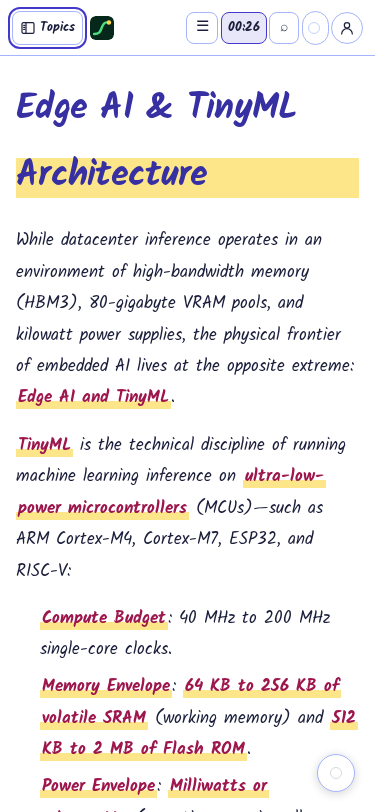 Topics
00:26
Edge AI & TinyML
Architecture
While datacenter inference operates in an
environment of high-bandwidth memory
(HBM3), 80-gigabyte VRAM pools, and
kilowatt power supplies, the physical frontier
of embedded AI lives at the opposite extreme:
Edge AI and TinyML.
TinyML is the technical discipline of running
machine learning inference on ultra-low-
power microcontrollers (MCUs)—such as
ARM Cortex-M4, Cortex-M7, ESP32, and
RISC-V:
Compute Budget: 40 MHz to 200 MHz
single-core clocks.
Memory Envelope: 64 KB to 256 KB of
volatile SRAM (working memory) and 512
KB to 2 MB of Flash ROM.
Power Envelope: Milliwatts or